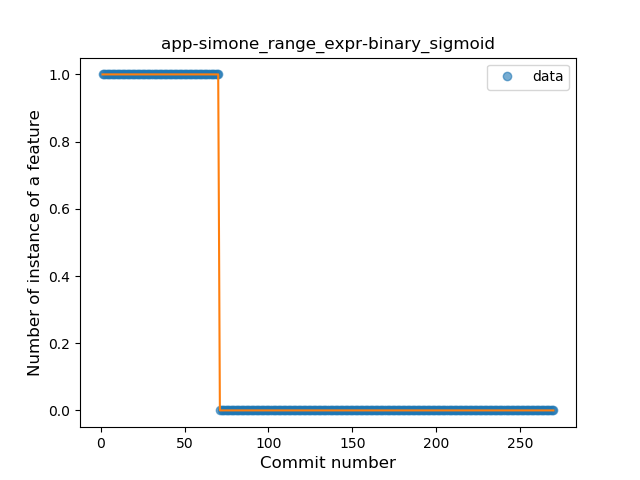 app-simone_range_expr-binary_sigmoid
data
1.0
0.8
0.6
0.4
0.2
0.0
Number of instance of a feature
0 50 100 150 200 250
Commit number